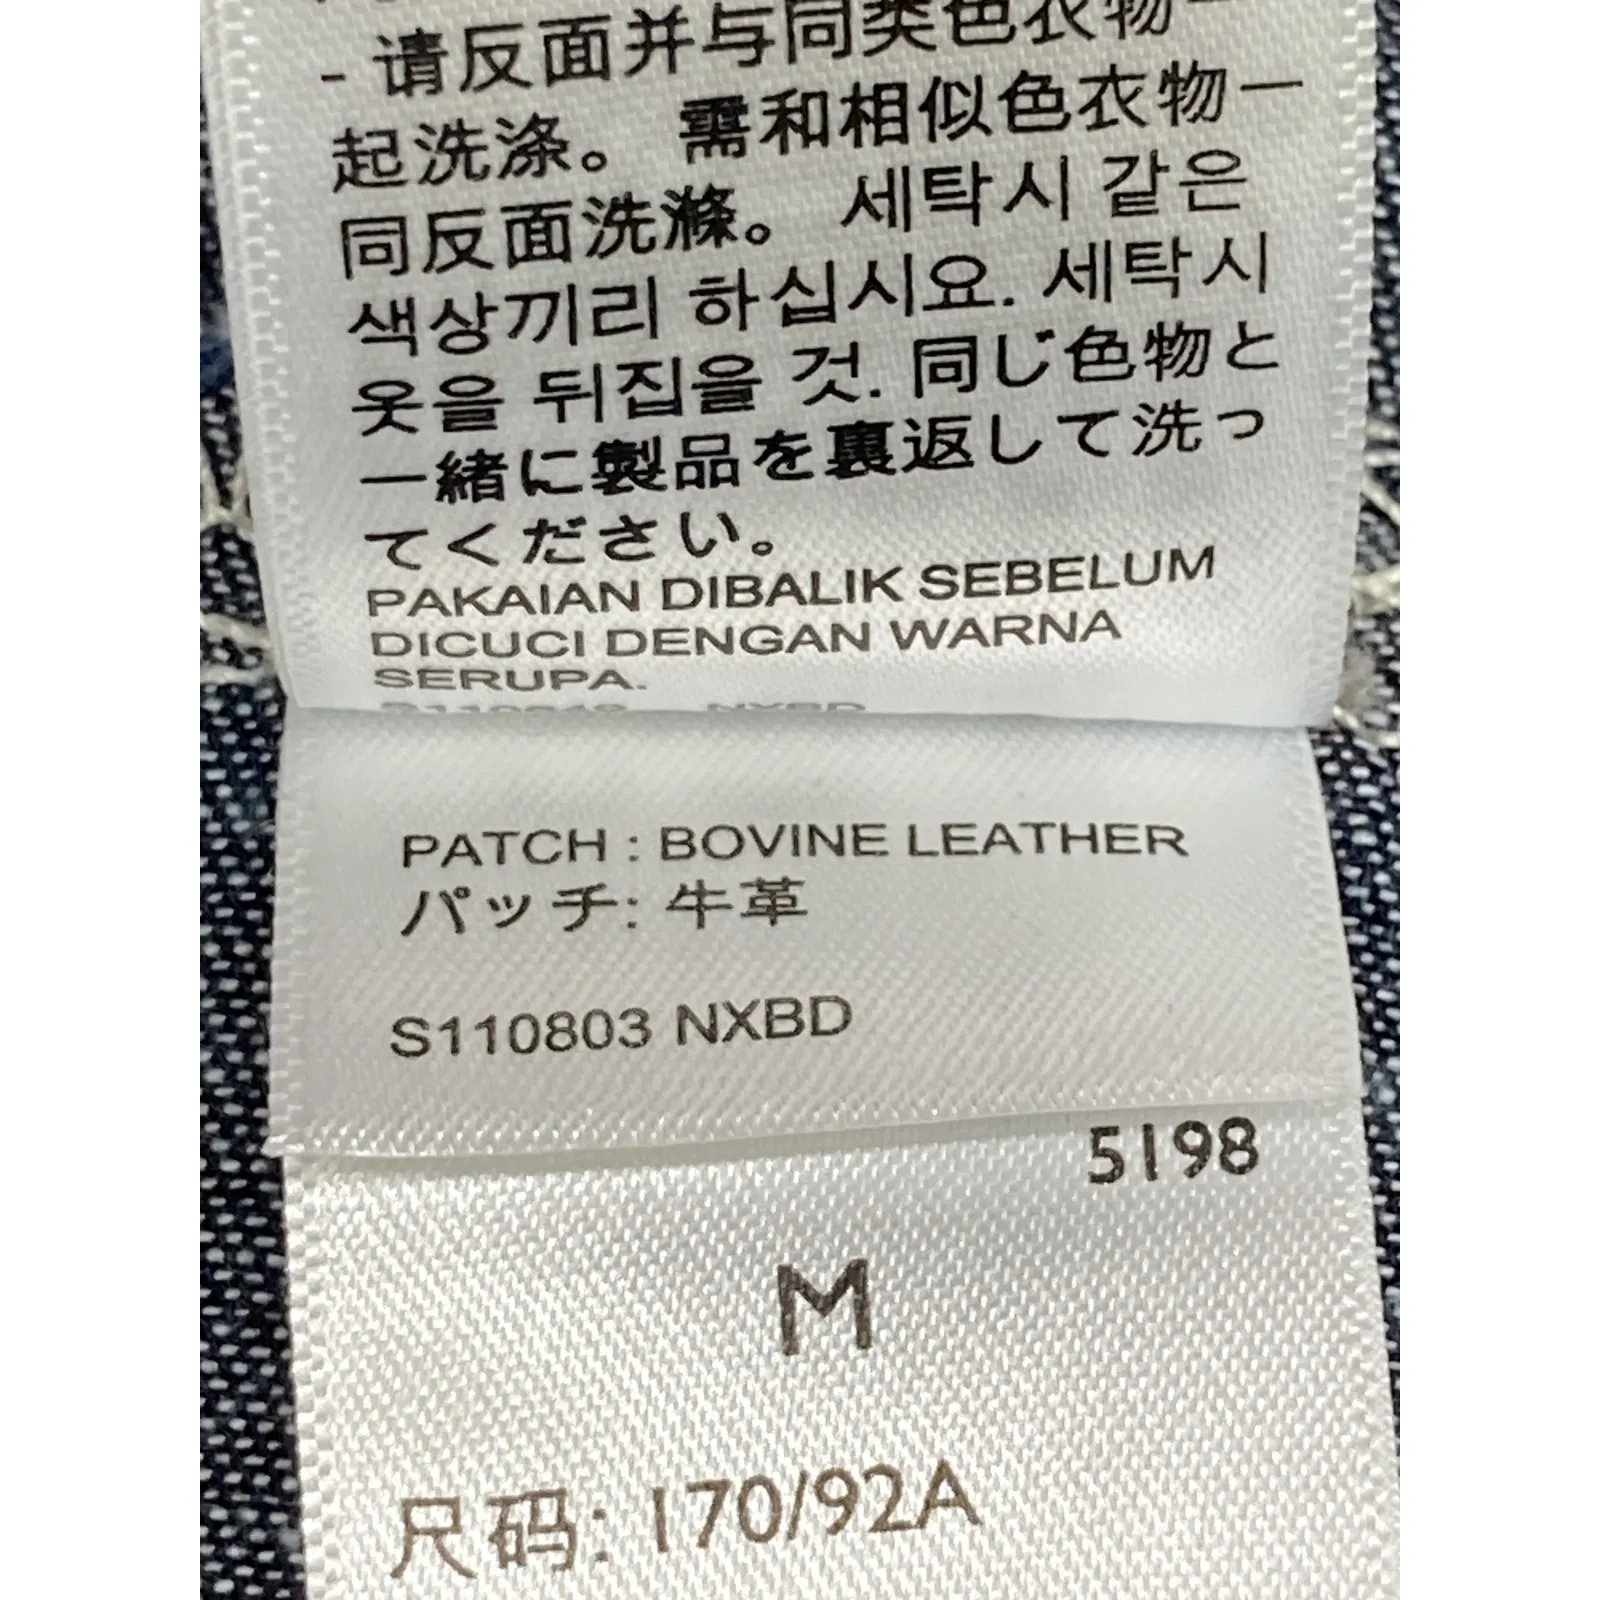 - 请反面并与同类色衣物一
起洗涤。 需和相似色衣物一
同反面洗滌。 세탁시 같은
색상끼리 하십시요. 세탁시
옷을 뒤집을 것. 同じ色物と
一緒に製品を裏返して洗っ
てください。
PAKAIAN DIBALIK SEBELUM
DICUCI DENGAN WARNA
SERUPA.
NXBD
PATCH : BOVINE LEATHER
パッチ: 牛革
S110803 NXBD
5198
M
尺码: 170/92A